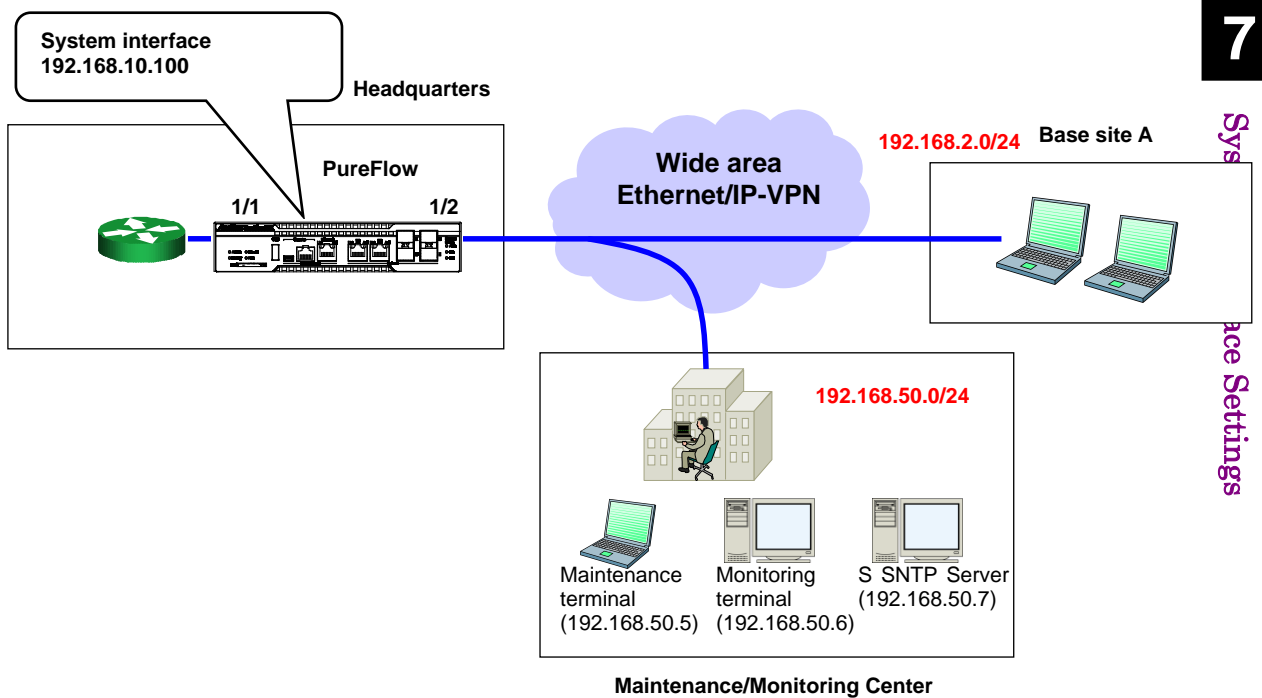 System interface
192.168.10.100
Headquarters
PureFlow
1/1
1/2
Wide area
Ethernet/IP-VPN
192.168.2.0/24
Base site A
192.168.50.0/24
Maintenance
terminal
(192.168.50.5)
Monitoring
terminal
(192.168.50.6)
S SNTP Server
(192.168.50.7)
Maintenance/Monitoring Center
7
Sys
ace Settings